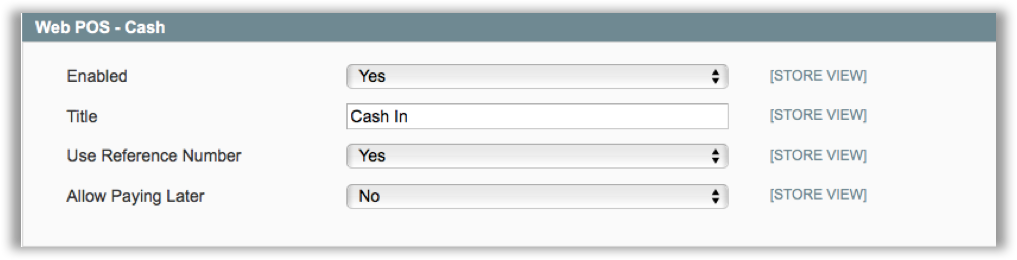 Web POS - Cash
Enabled Yes [STORE VIEW]
Title Cash In [STORE VIEW]
Use Reference Number Yes [STORE VIEW]
Allow Paying Later No [STORE VIEW]